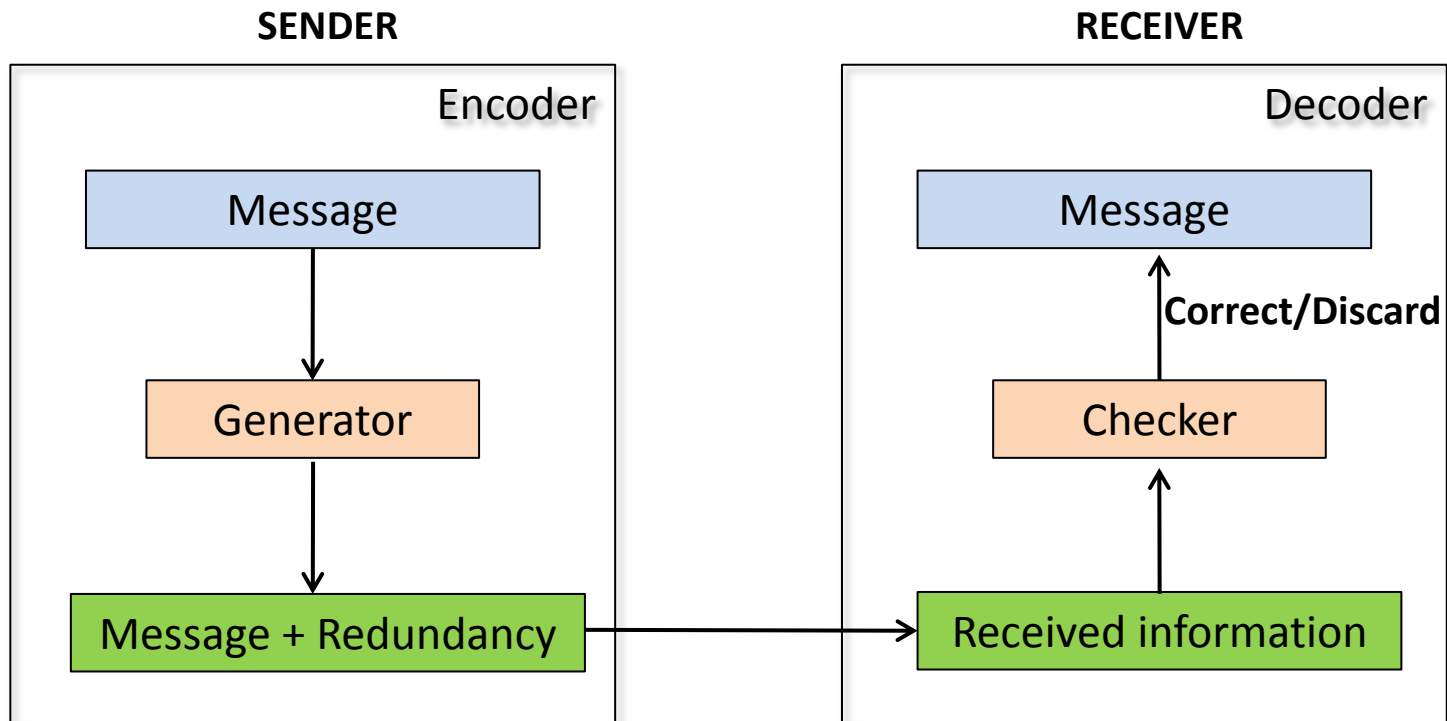 SENDER
Encoder
Message
Generator
Message + Redundancy
RECEIVER
Decoder
Message
Correct/Discard
Checker
Received information